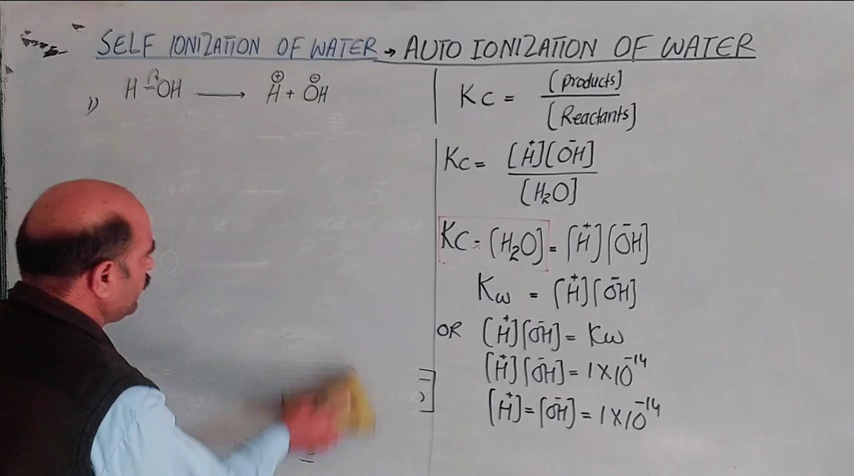 SELF IONIZATION OF WATER → AUTO IONIZATION OF WATER
1) H–OH ⟶ H⊕ + OH⊖
Kc = [products] / [Reactants]
Kc = [H⁺][OH⁻] / [H₂O]
Kc = [H₂O] = [H⁺][OH⁻]
Kw = [H⁺][OH⁻]
OR [H⁺][OH⁻] = Kw
[H⁺][OH⁻] = 1×10⁻¹⁴
[H⁺] = [OH⁻] = 1×10⁻¹⁴